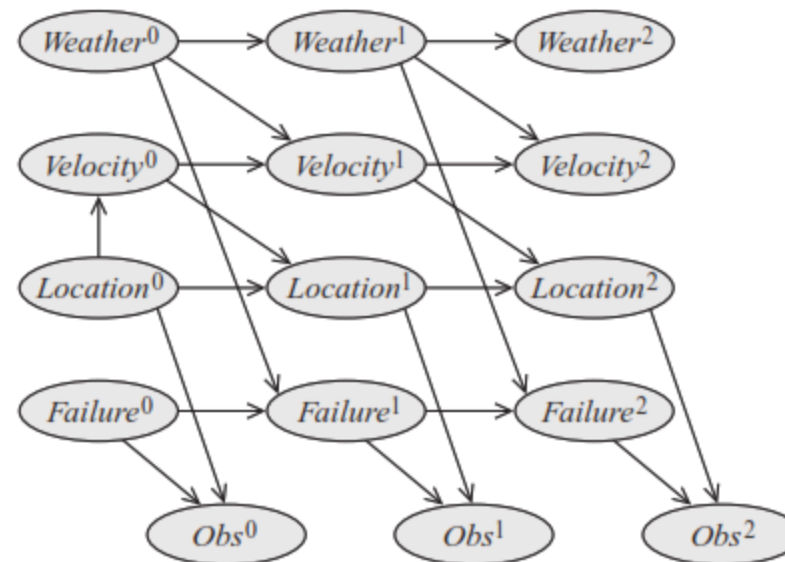 Weather⁰ Weather¹ Weather²
Velocity⁰ Velocity¹ Velocity²
Location⁰ Location¹ Location²
Failure⁰ Failure¹ Failure²
Obs⁰ Obs¹ Obs²